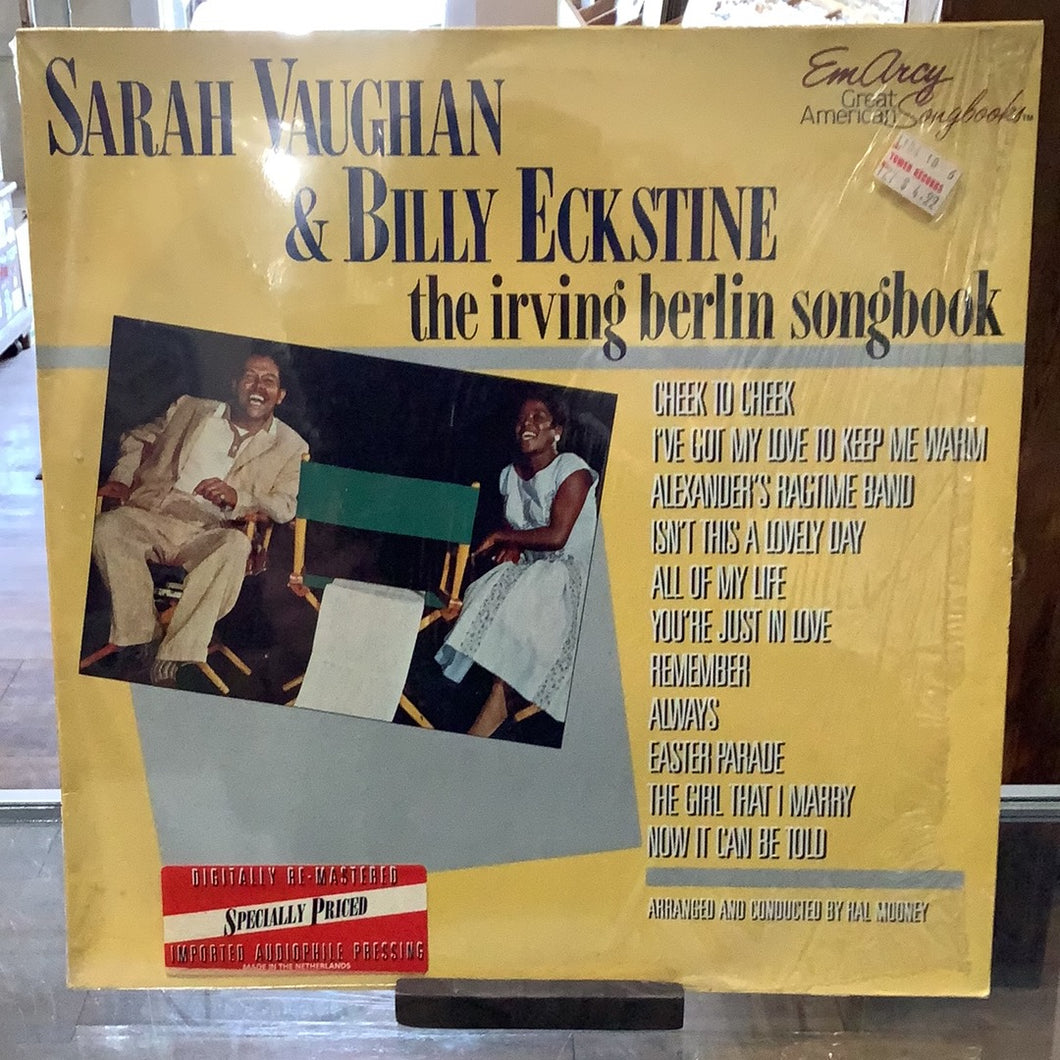 SARAH VAUGHAN
& BILLY ECKSTINE
the irving berlin songbook
EmArcy
Great
American Songbooks™
TOWER RECORDS
CHEEK TO CHEEK
I'VE GOT MY LOVE TO KEEP ME WARM
ALEXANDER'S RAGTIME BAND
ISN'T THIS A LOVELY DAY
ALL OF MY LIFE
YOU'RE JUST IN LOVE
REMEMBER
ALWAYS
EASTER PARADE
THE GIRL THAT I MARRY
NOW IT CAN BE TOLD
ARRANGED AND CONDUCTED BY HAL MOONEY
DIGITALLY RE-MASTERED
SPECIALLY PRICED
IMPORTED AUDIOPHILE PRESSING
MADE IN THE NETHERLANDS